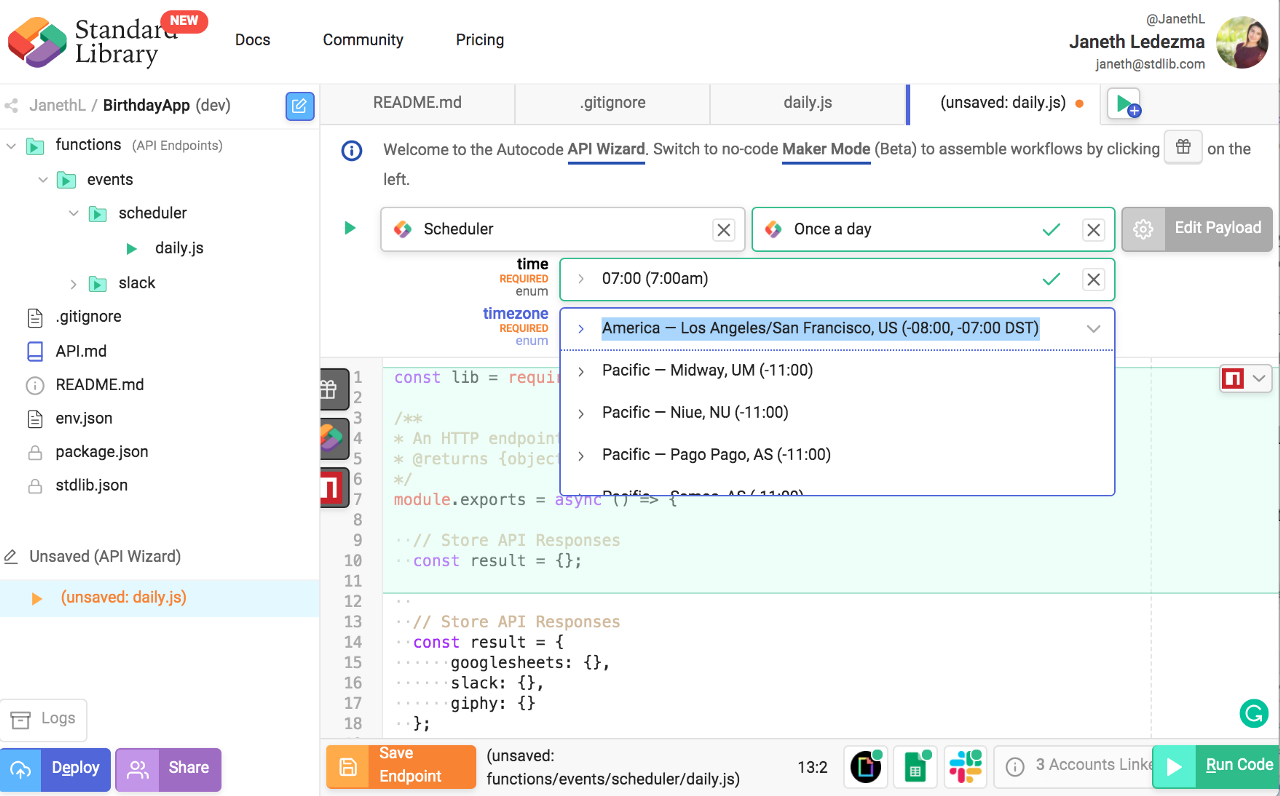 Standard
Library
NEW
Docs
Community
Pricing
@JanethL
Janeth Ledezma
janeth@stdlib.com
JanethL / BirthdayApp (dev)
functions (API Endpoints)
events
scheduler
daily.js
slack
.gitignore
API.md
README.md
env.json
package.json
stdlib.json
Unsaved (API Wizard)
(unsaved: daily.js)
Logs
Deploy
Share
README.md
.gitignore
daily.js
(unsaved: daily.js)
Welcome to the Autocode API Wizard. Switch to no-code Maker Mode (Beta) to assemble workflows by clicking on the
left.
Scheduler
Once a day
Edit Payload
time
REQUIRED
enum
07:00 (7:00am)
timezone
REQUIRED
enum
America — Los Angeles/San Francisco, US (-08:00, -07:00 DST)
Pacific — Midway, UM (-11:00)
Pacific — Niue, NU (-11:00)
Pacific — Pago Pago, AS (-11:00)
1 const lib =
2
3 /**
4 * An HTTP endpoint
5 * @returns {object
6 */
7 module.exports = async () => {
8
9 // Store API Responses
10 const result = {};
11
12
13 // Store API Responses
14 const result = {
15 googlesheets: {},
16 slack: {},
17 giphy: {}
18 };
Save
Endpoint
(unsaved:
functions/events/scheduler/daily.js)
13:2
3 Accounts Linke
Run Code